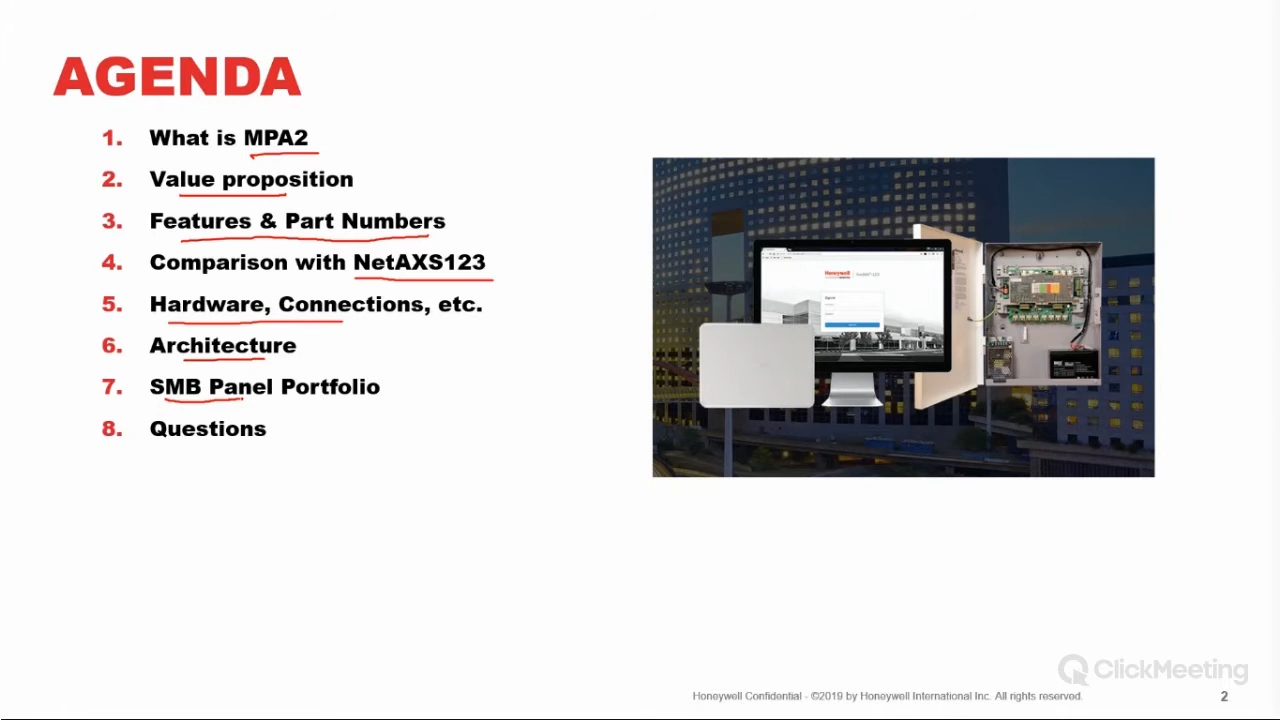 AGENDA
1. What is MPA2
2. Value proposition
3. Features & Part Numbers
4. Comparison with NetAXS123
5. Hardware, Connections, etc.
6. Architecture
7. SMB Panel Portfolio
8. Questions
Honeywell
ClickMeeting
Honeywell Confidential - ©2019 by Honeywell International Inc. All rights reserved.
2